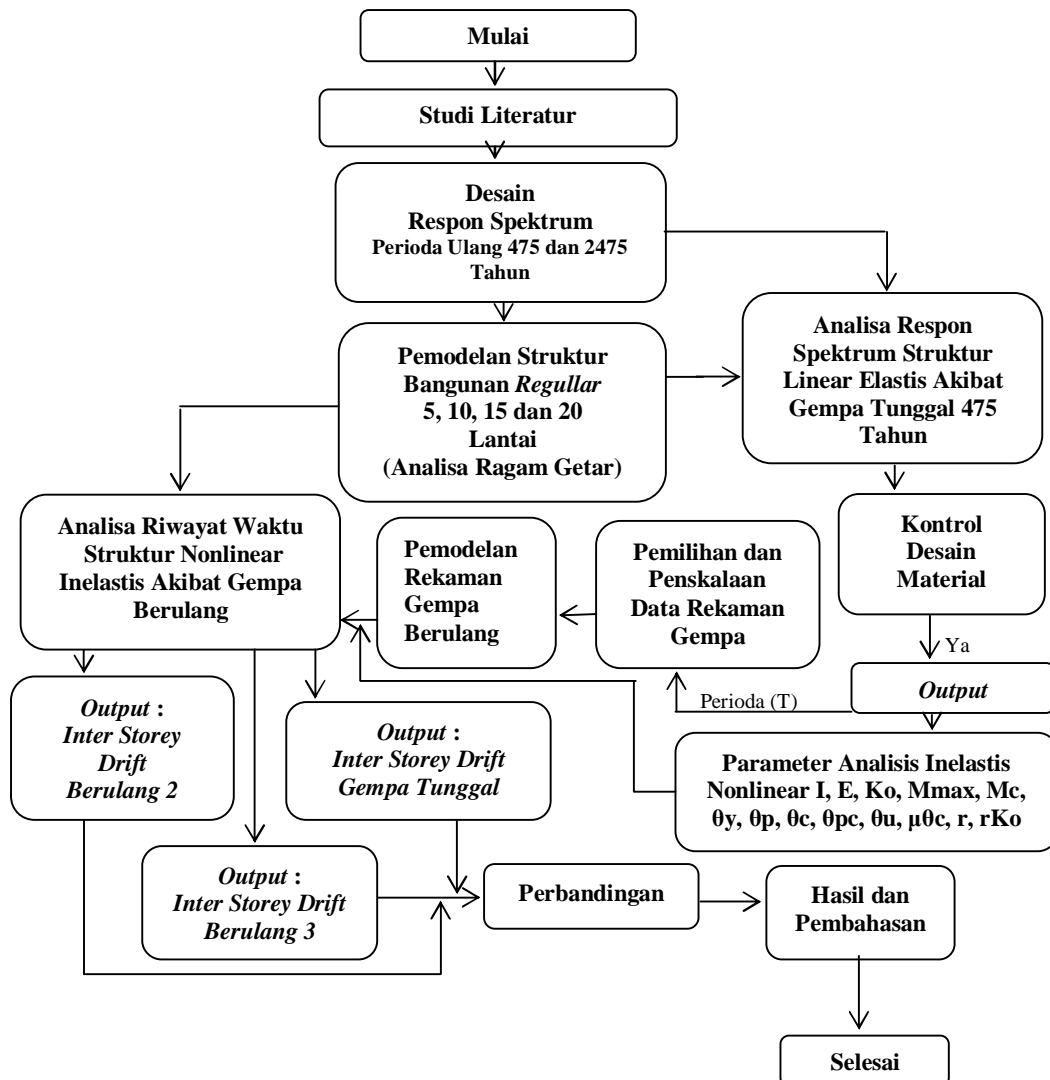 Mulai
Studi Literatur
Desain
Respon Spektrum
Perioda Ulang 475 dan 2475
Tahun
Pemodelan Struktur
Bangunan Regullar
5, 10, 15 dan 20
Lantai
(Analisa Ragam Getar)
Analisa Respon
Spektrum Struktur
Linear Elastis Akibat
Gempa Tunggal 475
Tahun
Analisa Riwayat Waktu
Struktur Nonlinear
Inelastis Akibat Gempa
Berulang
Pemodelan
Rekaman
Gempa
Berulang
Pemilihan dan
Penskalaan
Data Rekaman
Gempa
Kontrol
Desain
Material
Ya
Output
Perioda (T)
Output :
Inter Storey
Drift
Berulang 2
Output :
Inter Storey Drift
Gempa Tunggal
Parameter Analisis Inelastis
Nonlinear I, E, Ko, Mmax, Mc,
θy, θp, θc, θpc, θu, µθc, r, rKo
Output :
Inter Storey Drift
Berulang 3
Perbandingan
Hasil dan
Pembahasan
Selesai